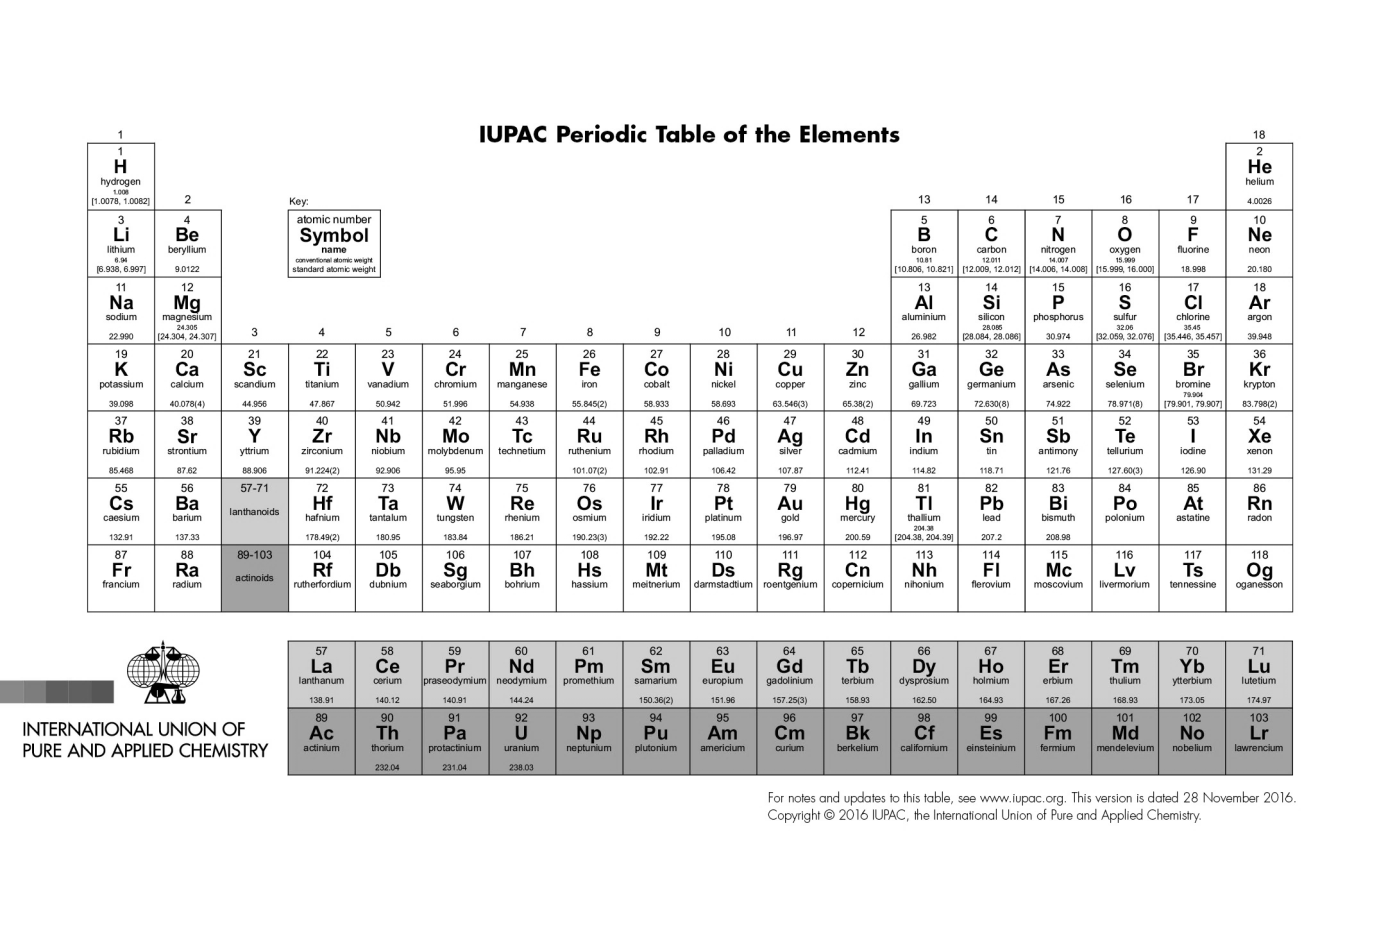 IUPAC Periodic Table of the Elements
1 18
1 2
H He
hydrogen helium
1.008
[1.0078, 1.0082] 4.0026
2 13 14 15 16 17
Key:
atomic number
Symbol
name
conventional atomic weight
standard atomic weight
3 4 5 6 7 8 9 10
Li Be B C N O F Ne
lithium beryllium boron carbon nitrogen oxygen fluorine neon
6.94 10.81 12.011 14.007 15.999
[6.938, 6.997] 9.0122 [10.806, 10.821] [12.009, 12.012] [14.006, 14.008] [15.999, 16.000] 18.998 20.180
11 12 13 14 15 16 17 18
Na Mg Al Si P S Cl Ar
sodium magnesium aluminium silicon phosphorus sulfur chlorine argon
24.305 28.085 32.06 35.45
22.990 [24.304, 24.307] 26.982 [28.084, 28.086] 30.974 [32.059, 32.076] [35.446, 35.457] 39.948
3 4 5 6 7 8 9 10 11 12
19 20 21 22 23 24 25 26 27 28 29 30 31 32 33 34 35 36
K Ca Sc Ti V Cr Mn Fe Co Ni Cu Zn Ga Ge As Se Br Kr
potassium calcium scandium titanium vanadium chromium manganese iron cobalt nickel copper zinc gallium germanium arsenic selenium bromine krypton
79.904
39.098 40.078(4) 44.956 47.867 50.942 51.996 54.938 55.845(2) 58.933 58.693 63.546(3) 65.38(2) 69.723 72.630(8) 74.922 78.971(8) [79.901, 79.907] 83.798(2)
37 38 39 40 41 42 43 44 45 46 47 48 49 50 51 52 53 54
Rb Sr Y Zr Nb Mo Tc Ru Rh Pd Ag Cd In Sn Sb Te I Xe
rubidium strontium yttrium zirconium niobium molybdenum technetium ruthenium rhodium palladium silver cadmium indium tin antimony tellurium iodine xenon
85.468 87.62 88.906 91.224(2) 92.906 95.95 101.07(2) 102.91 106.42 107.87 112.41 114.82 118.71 121.76 127.60(3) 126.90 131.29
55 56 57-71 72 73 74 75 76 77 78 79 80 81 82 83 84 85 86
Cs Ba Hf Ta W Re Os Ir Pt Au Hg Tl Pb Bi Po At Rn
caesium barium lanthanoids hafnium tantalum tungsten rhenium osmium iridium platinum gold mercury thallium lead bismuth polonium astatine radon
204.38
132.91 137.33 178.49(2) 180.95 183.84 186.21 190.23(3) 192.22 195.08 196.97 200.59 [204.38, 204.39] 207.2 208.98
87 88 89-103 104 105 106 107 108 109 110 111 112 113 114 115 116 117 118
Fr Ra Rf Db Sg Bh Hs Mt Ds Rg Cn Nh Fl Mc Lv Ts Og
francium radium actinoids rutherfordium dubnium seaborgium bohrium hassium meitnerium darmstadtium roentgenium copernicium nihonium flerovium moscovium livermorium tennessine oganesson
57 58 59 60 61 62 63 64 65 66 67 68 69 70 71
La Ce Pr Nd Pm Sm Eu Gd Tb Dy Ho Er Tm Yb Lu
lanthanum cerium praseodymium neodymium promethium samarium europium gadolinium terbium dysprosium holmium erbium thulium ytterbium lutetium
138.91 140.12 140.91 144.24 150.36(2) 151.96 157.25(3) 158.93 162.50 164.93 167.26 168.93 173.05 174.97
89 90 91 92 93 94 95 96 97 98 99 100 101 102 103
Ac Th Pa U Np Pu Am Cm Bk Cf Es Fm Md No Lr
actinium thorium protactinium uranium neptunium plutonium americium curium berkelium californium einsteinium fermium mendelevium nobelium lawrencium
232.04 231.04 238.03
INTERNATIONAL UNION OF
PURE AND APPLIED CHEMISTRY
For notes and updates to this table, see www.iupac.org. This version is dated 28 November 2016.
Copyright © 2016 IUPAC, the International Union of Pure and Applied Chemistry.